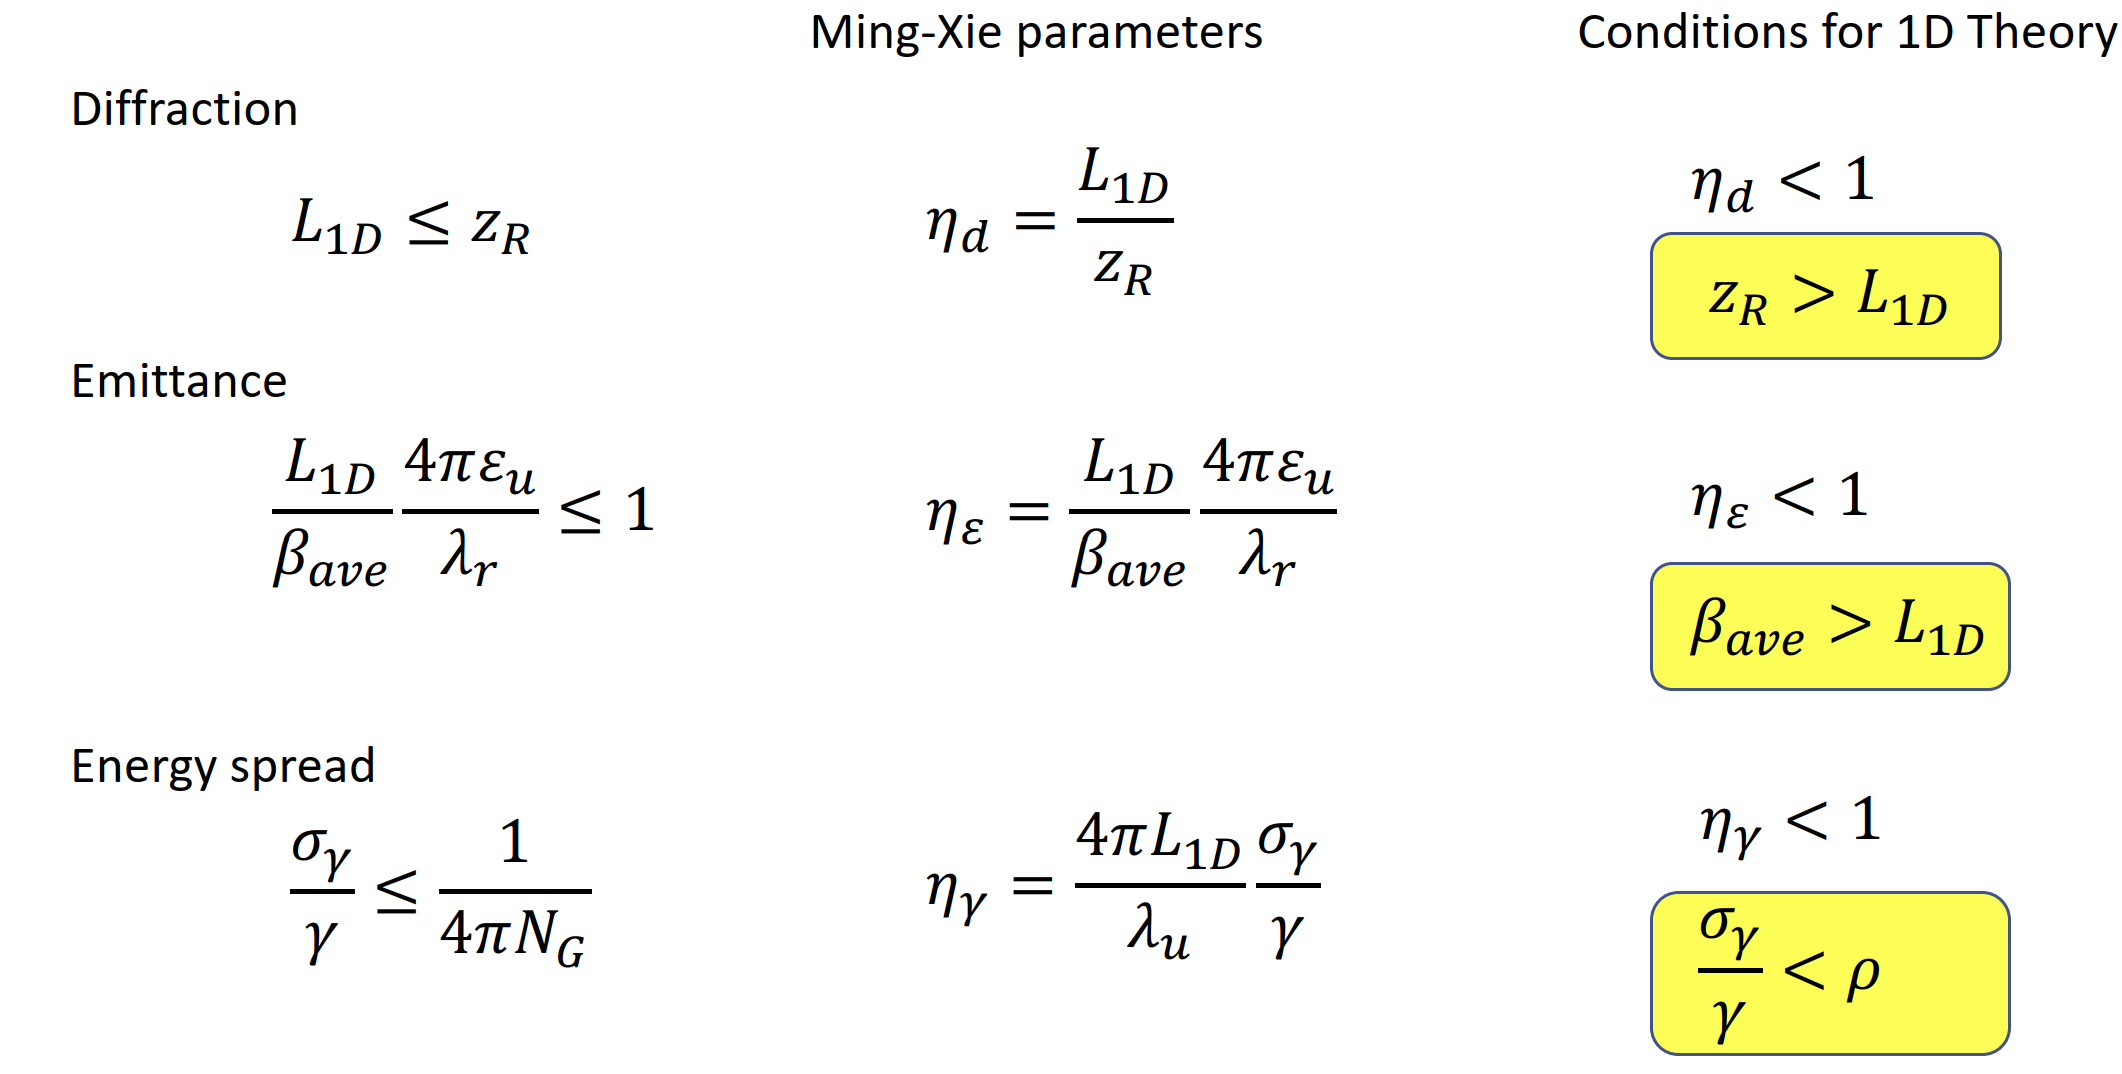 Ming-Xie parameters
Conditions for 1D Theory
Diffraction
L_{1D} ≤ z_R
η_d = L_{1D} / z_R
η_d < 1
z_R > L_{1D}
Emittance
L_{1D} / β_{ave} 4πε_u / λ_r ≤ 1
η_ε = L_{1D} / β_{ave} 4πε_u / λ_r
η_ε < 1
β_{ave} > L_{1D}
Energy spread
σ_γ / γ ≤ 1 / 4πN_G
η_γ = 4πL_{1D} / λ_u σ_γ / γ
η_γ < 1
σ_γ / γ < ρ